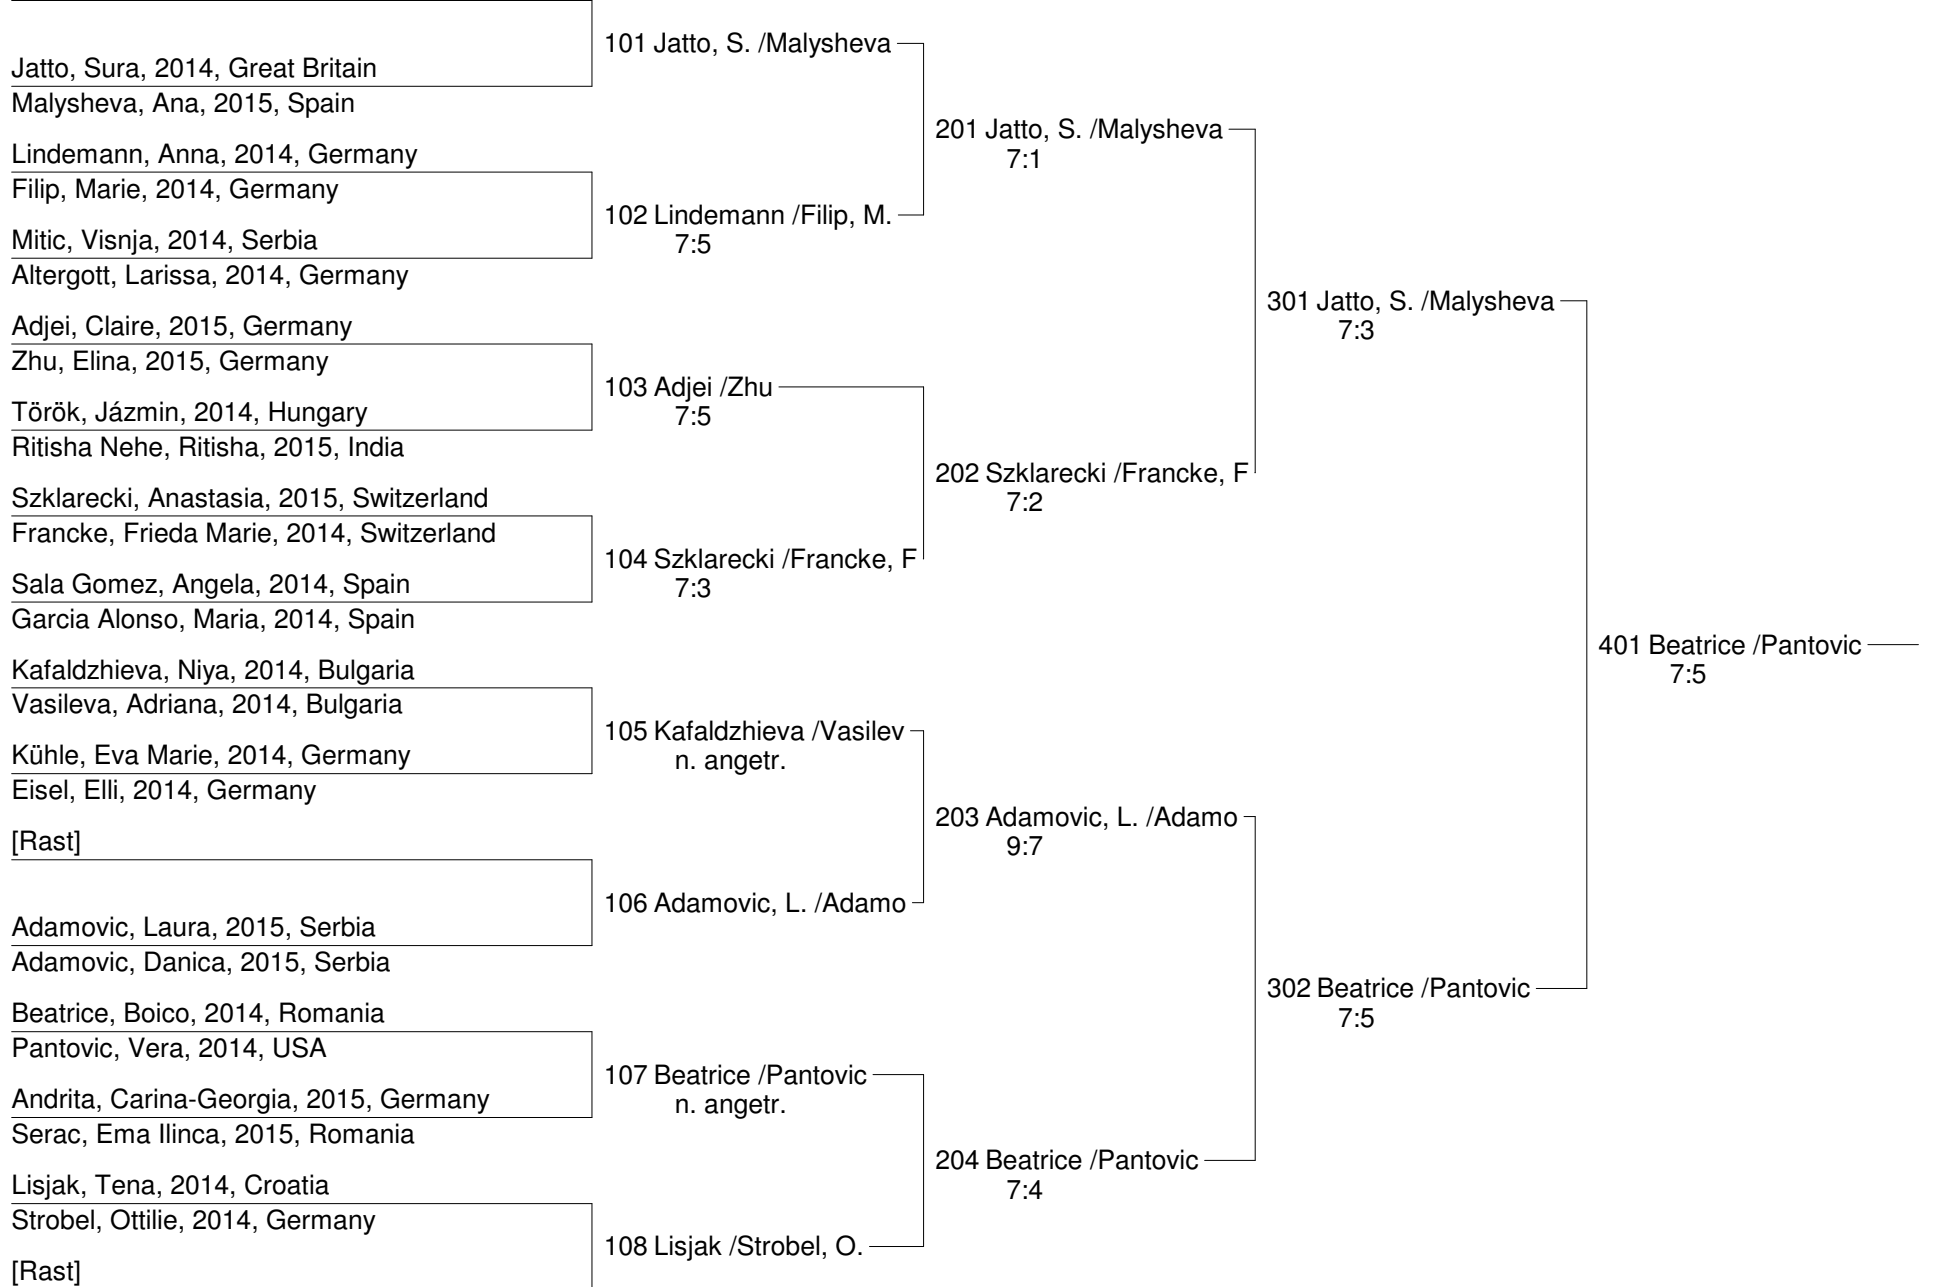 Jatto, Sura, 2014, Great Britain
Malysheva, Ana, 2015, Spain
Lindemann, Anna, 2014, Germany
Filip, Marie, 2014, Germany
Mitic, Visnja, 2014, Serbia
Altergott, Larissa, 2014, Germany
Adjei, Claire, 2015, Germany
Zhu, Elina, 2015, Germany
Török, Jázmin, 2014, Hungary
Ritisha Nehe, Ritisha, 2015, India
Szklarecki, Anastasia, 2015, Switzerland
Francke, Frieda Marie, 2014, Switzerland
Sala Gomez, Angela, 2014, Spain
Garcia Alonso, Maria, 2014, Spain
Kafaldzhieva, Niya, 2014, Bulgaria
Vasileva, Adriana, 2014, Bulgaria
Kühle, Eva Marie, 2014, Germany
Eisel, Elli, 2014, Germany
[Rast]
Adamovic, Laura, 2015, Serbia
Adamovic, Danica, 2015, Serbia
Beatrice, Boico, 2014, Romania
Pantovic, Vera, 2014, USA
Andrita, Carina-Georgia, 2015, Germany
Serac, Ema Ilinca, 2015, Romania
Lisjak, Tena, 2014, Croatia
Strobel, Ottilie, 2014, Germany
[Rast]
101 Jatto, S. /Malysheva
102 Lindemann /Filip, M.
7:5
103 Adjei /Zhu
7:5
104 Szklarecki /Francke, F
7:3
105 Kafaldzhieva /Vasilev
n. angetr.
106 Adamovic, L. /Adamo
107 Beatrice /Pantovic
n. angetr.
108 Lisjak /Strobel, O.
201 Jatto, S. /Malysheva
7:1
202 Szklarecki /Francke, F
7:2
203 Adamovic, L. /Adamo
9:7
204 Beatrice /Pantovic
7:4
301 Jatto, S. /Malysheva
7:3
302 Beatrice /Pantovic
7:5
401 Beatrice /Pantovic
7:5